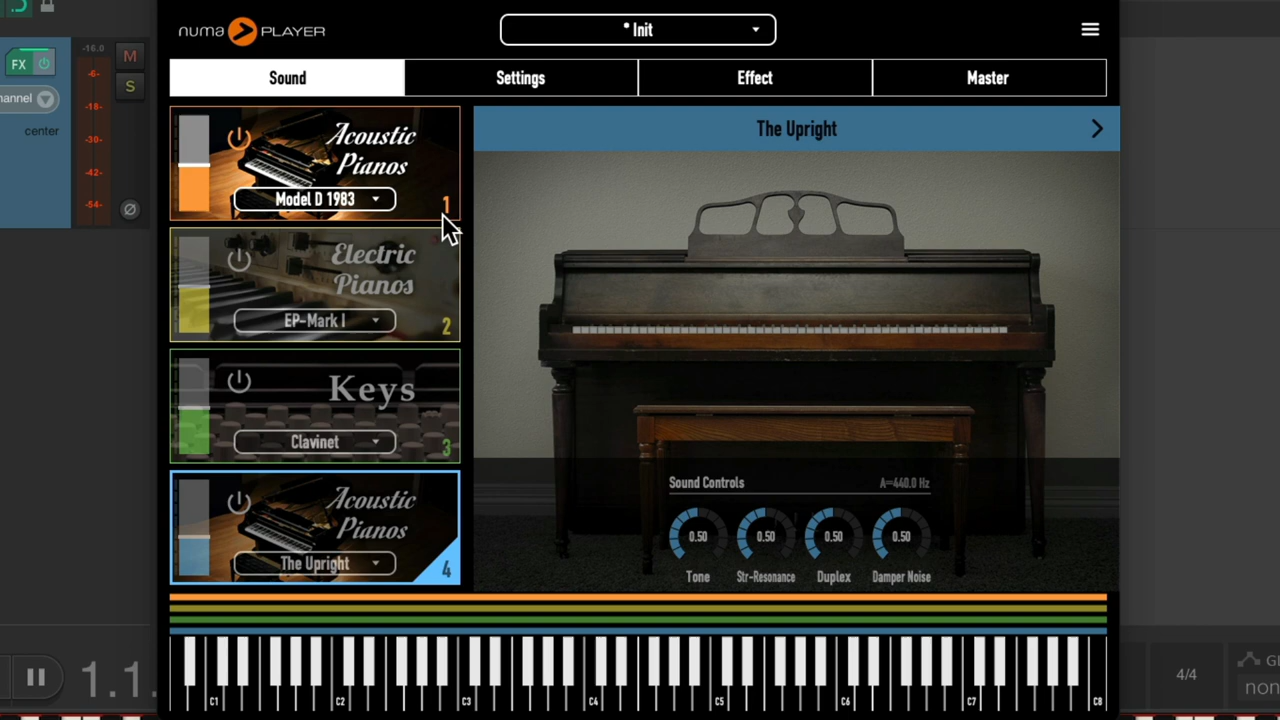 numa PLAYER
* Init
Sound
Settings
Effect
Master
FX
-16.0
M
-6-
S
-18-
center
-30-
-42-
-54-
Acoustic
Pianos
Model D 1983
1
Electric
Pianos
EP-Mark I
2
Keys
Clavinet
3
Acoustic
Pianos
The Upright
4
The Upright
Sound Controls
A=440.0 Hz
0.50
0.50
0.50
0.50
Tone
Str-Resonance
Duplex
Damper Noise
C1
C2
C3
C4
C5
C6
C7
C8
1.1.
4/4